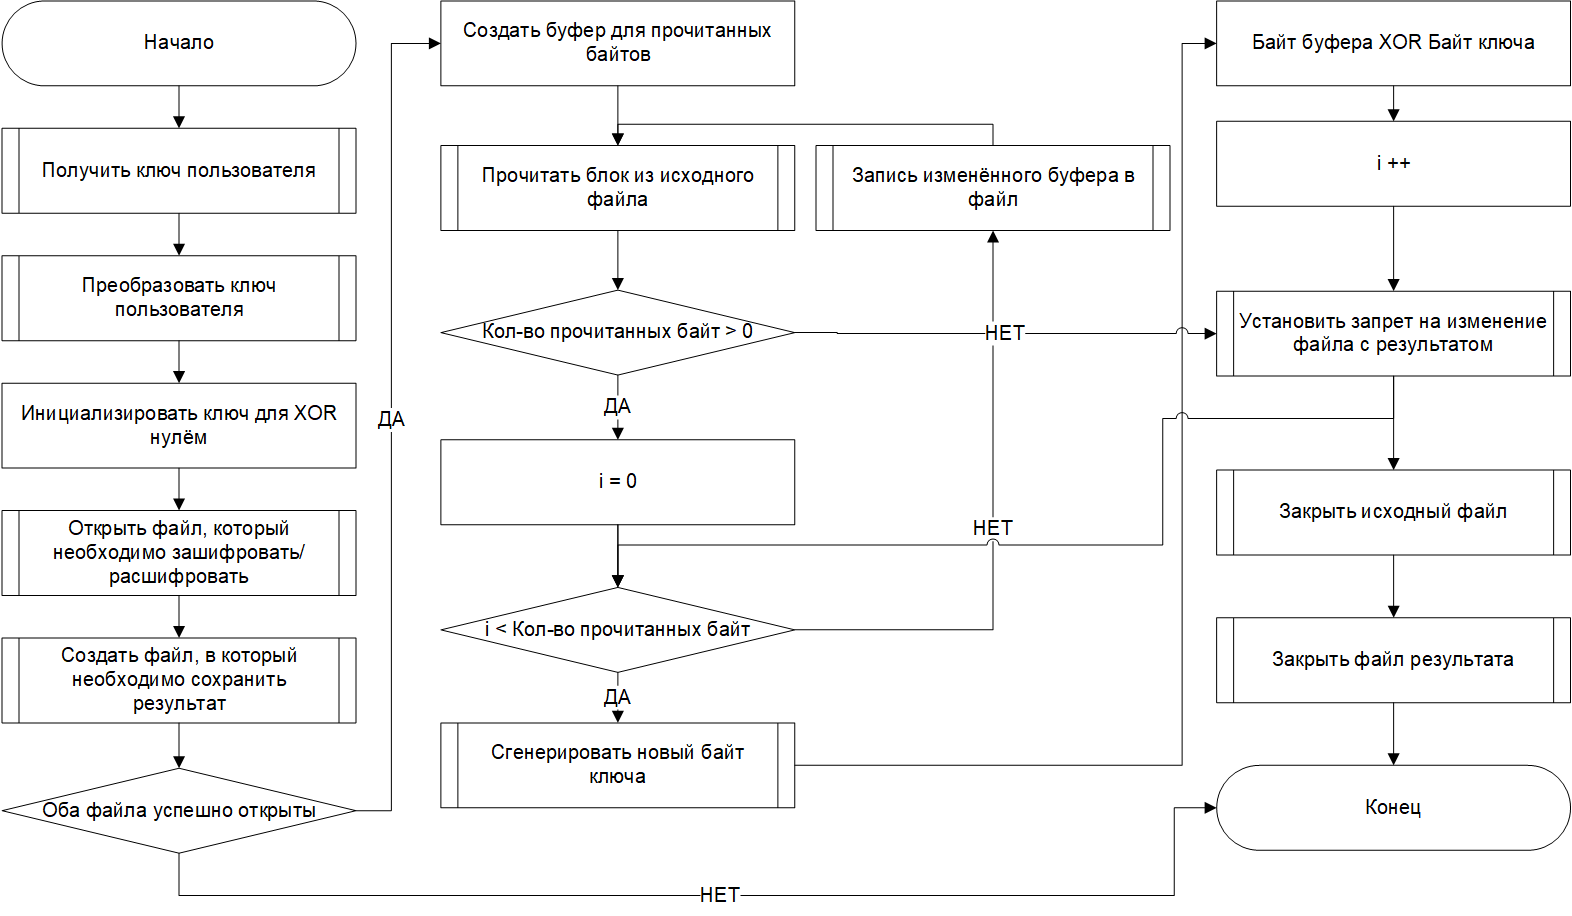 Начало
Получить ключ пользователя
Преобразовать ключ
пользователя
Инициализировать ключ для XOR
нулём
Открыть файл, который
необходимо зашифровать/
расшифровать
Создать файл, в который
необходимо сохранить
результат
Оба файла успешно открыты
ДА
НЕТ
Создать буфер для прочитанных
байтов
Прочитать блок из исходного
файла
Запись изменённого буфера в
файл
Кол-во прочитанных байт > 0
НЕТ
ДА
i = 0
НЕТ
i < Кол-во прочитанных байт
ДА
Сгенерировать новый байт
ключа
Байт буфера XOR Байт ключа
i ++
Установить запрет на изменение
файла с результатом
Закрыть исходный файл
Закрыть файл результата
Конец